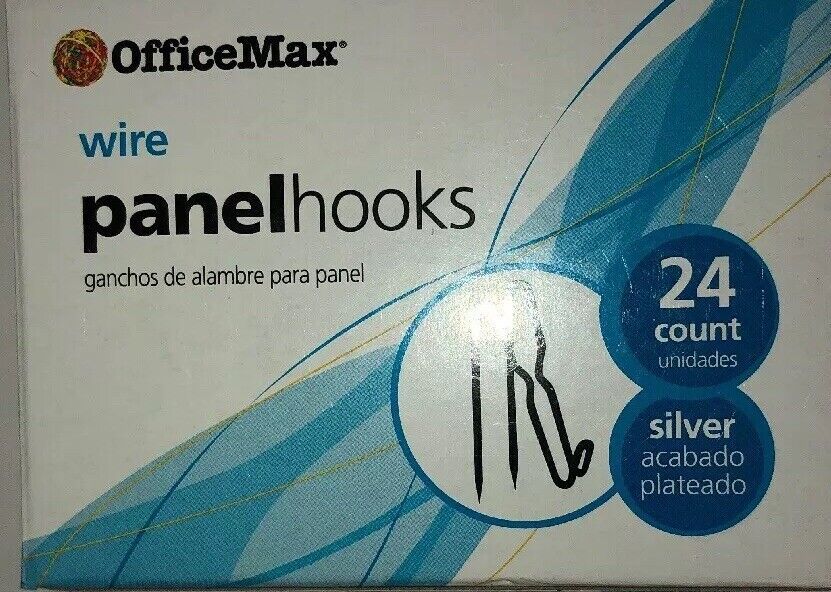 OfficeMax®
wire
panelhooks
ganchos de alambre para panel
24
count
unidades
silver
acabado
plateado